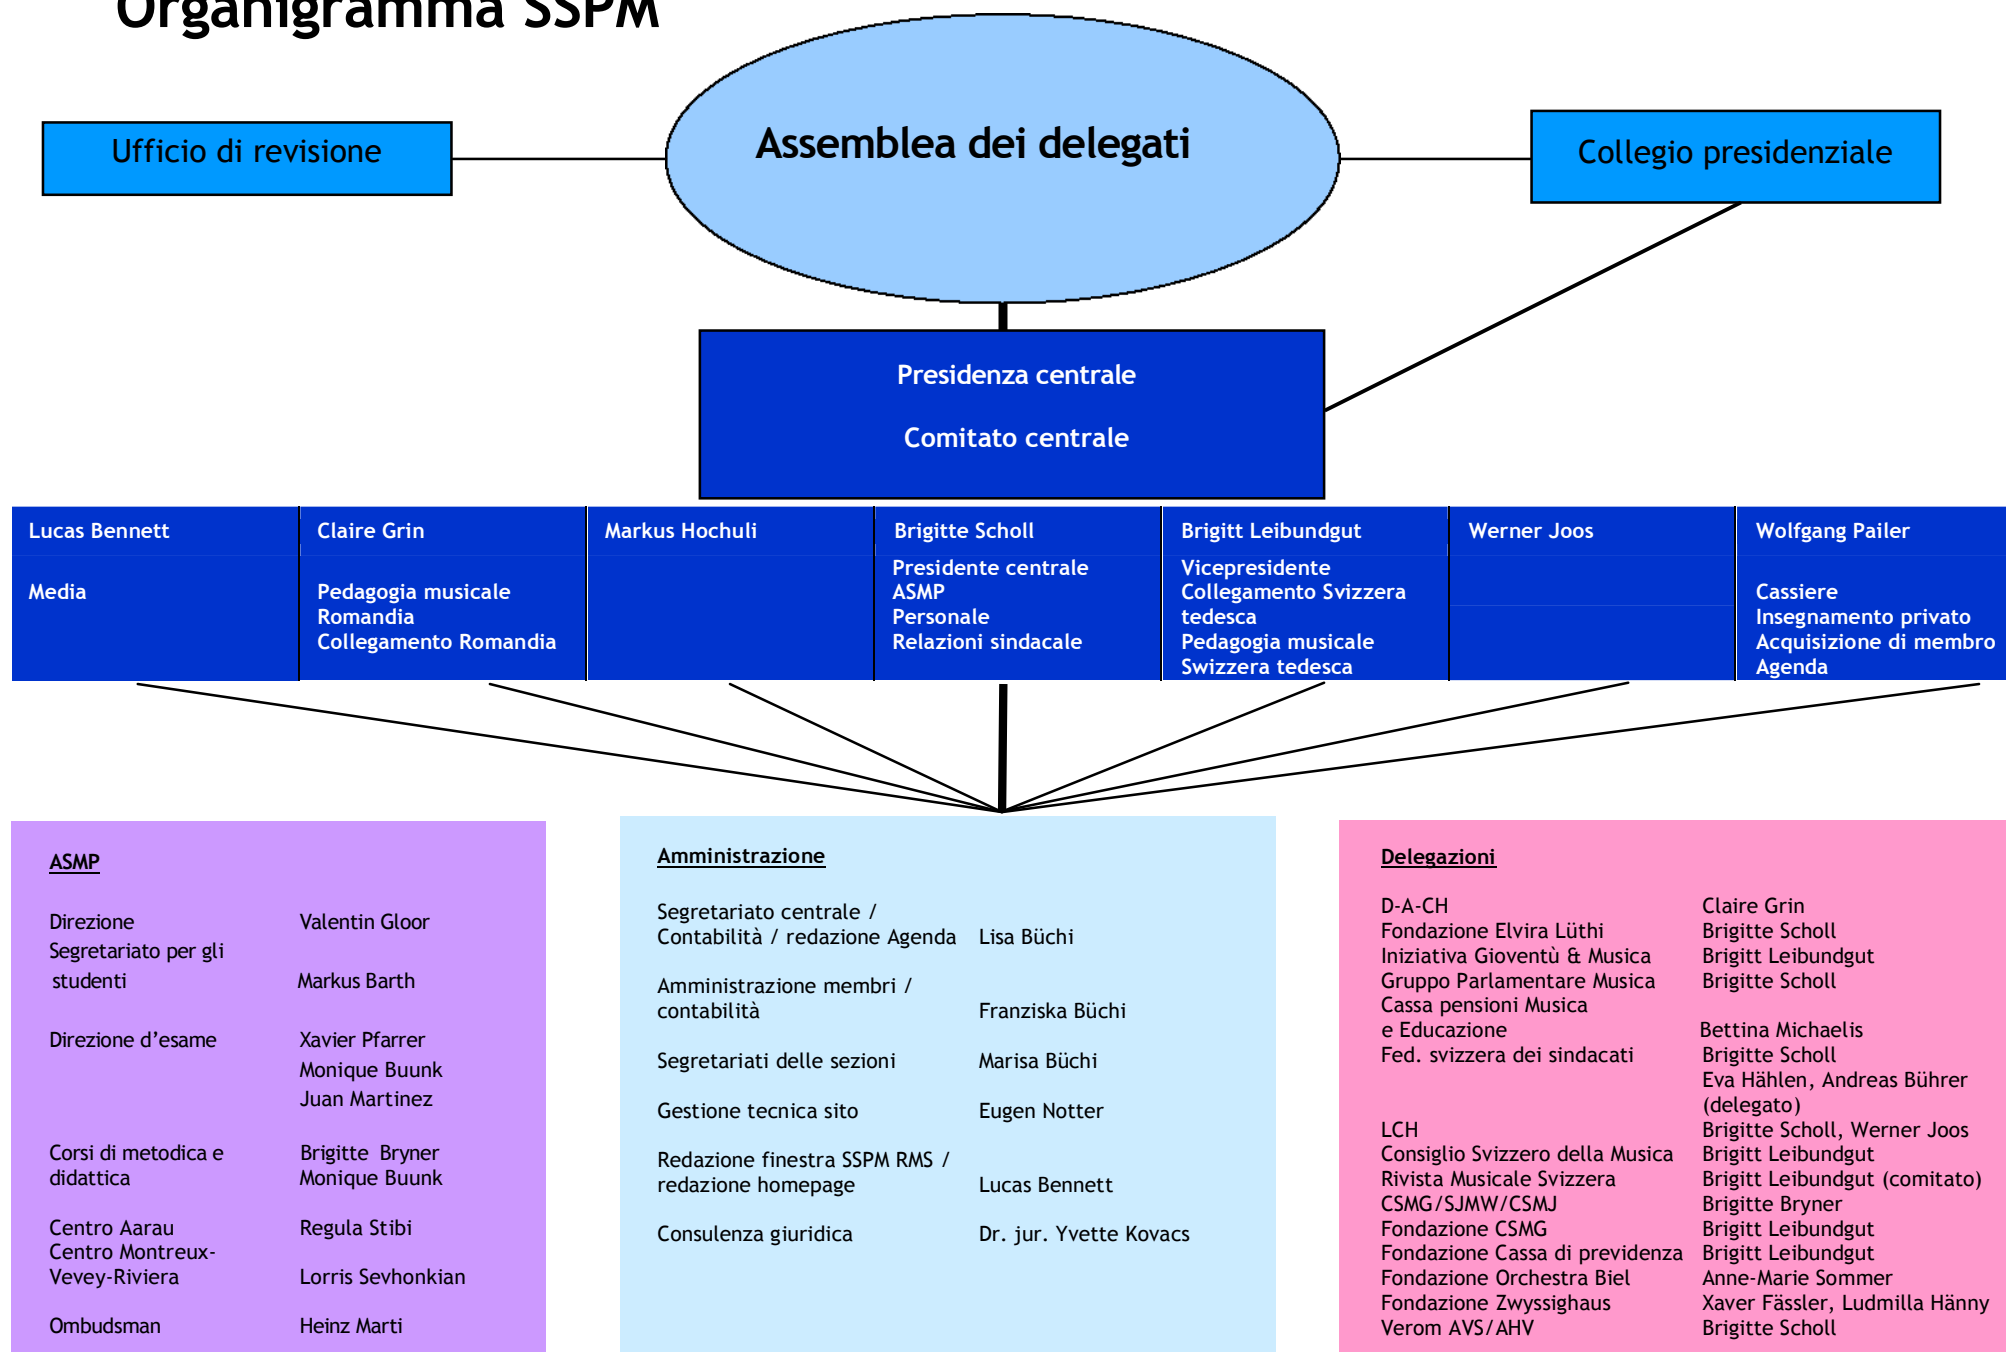 Organigramma SSPM
Assemblea dei delegati
Ufficio di revisione
Collegio presidenziale
Presidenza centrale
Comitato centrale
Lucas Bennett
Media
Claire Grin
Pedagogia musicale
Romandia
Collegamento Romandia
Markus Hochuli
Brigitte Scholl
Presidente centrale
ASMP
Personale
Relazioni sindacale
Brigitt Leibundgut
Vicepresidente
Collegamento Svizzera
tedesca
Pedagogia musicale
Swizzera tedesca
Werner Joos
Wolfgang Pailer
Cassiere
Insegnamento privato
Acquisizione di membro
Agenda
ASMP
Direzione Valentin Gloor
Segretariato per gli
studenti Markus Barth
Direzione d’esame Xavier Pfarrer
Monique Buunk
Juan Martinez
Corsi di metodica e Brigitte Bryner
didattica Monique Buunk
Centro Aarau Regula Stibi
Centro Montreux-
Vevey-Riviera Lorris Sevhonkian
Ombudsman Heinz Marti
Amministrazione
Segretariato centrale /
Contabilità / redazione Agenda Lisa Büchi
Amministrazione membri /
contabilità Franziska Büchi
Segretariati delle sezioni Marisa Büchi
Gestione tecnica sito Eugen Notter
Redazione finestra SSPM RMS /
redazione homepage Lucas Bennett
Consulenza giuridica Dr. jur. Yvette Kovacs
Delegazioni
D-A-CH Claire Grin
Fondazione Elvira Lüthi Brigitte Scholl
Iniziativa Gioventù & Musica Brigitt Leibundgut
Gruppo Parlamentare Musica Brigitte Scholl
Cassa pensioni Musica
e Educazione Bettina Michaelis
Fed. svizzera dei sindacati Brigitte Scholl
Eva Hählen, Andreas Bührer
(delegato)
LCH Brigitte Scholl, Werner Joos
Consiglio Svizzero della Musica Brigitt Leibundgut
Rivista Musicale Svizzera Brigitt Leibundgut (comitato)
CSMG/SJMW/CSMJ Brigitte Bryner
Fondazione CSMG Brigitt Leibundgut
Fondazione Cassa di previdenza Brigitt Leibundgut
Fondazione Orchestra Biel Anne-Marie Sommer
Fondazione Zwyssighaus Xaver Fässler, Ludmilla Hänny
Verom AVS/AHV Brigitte Scholl